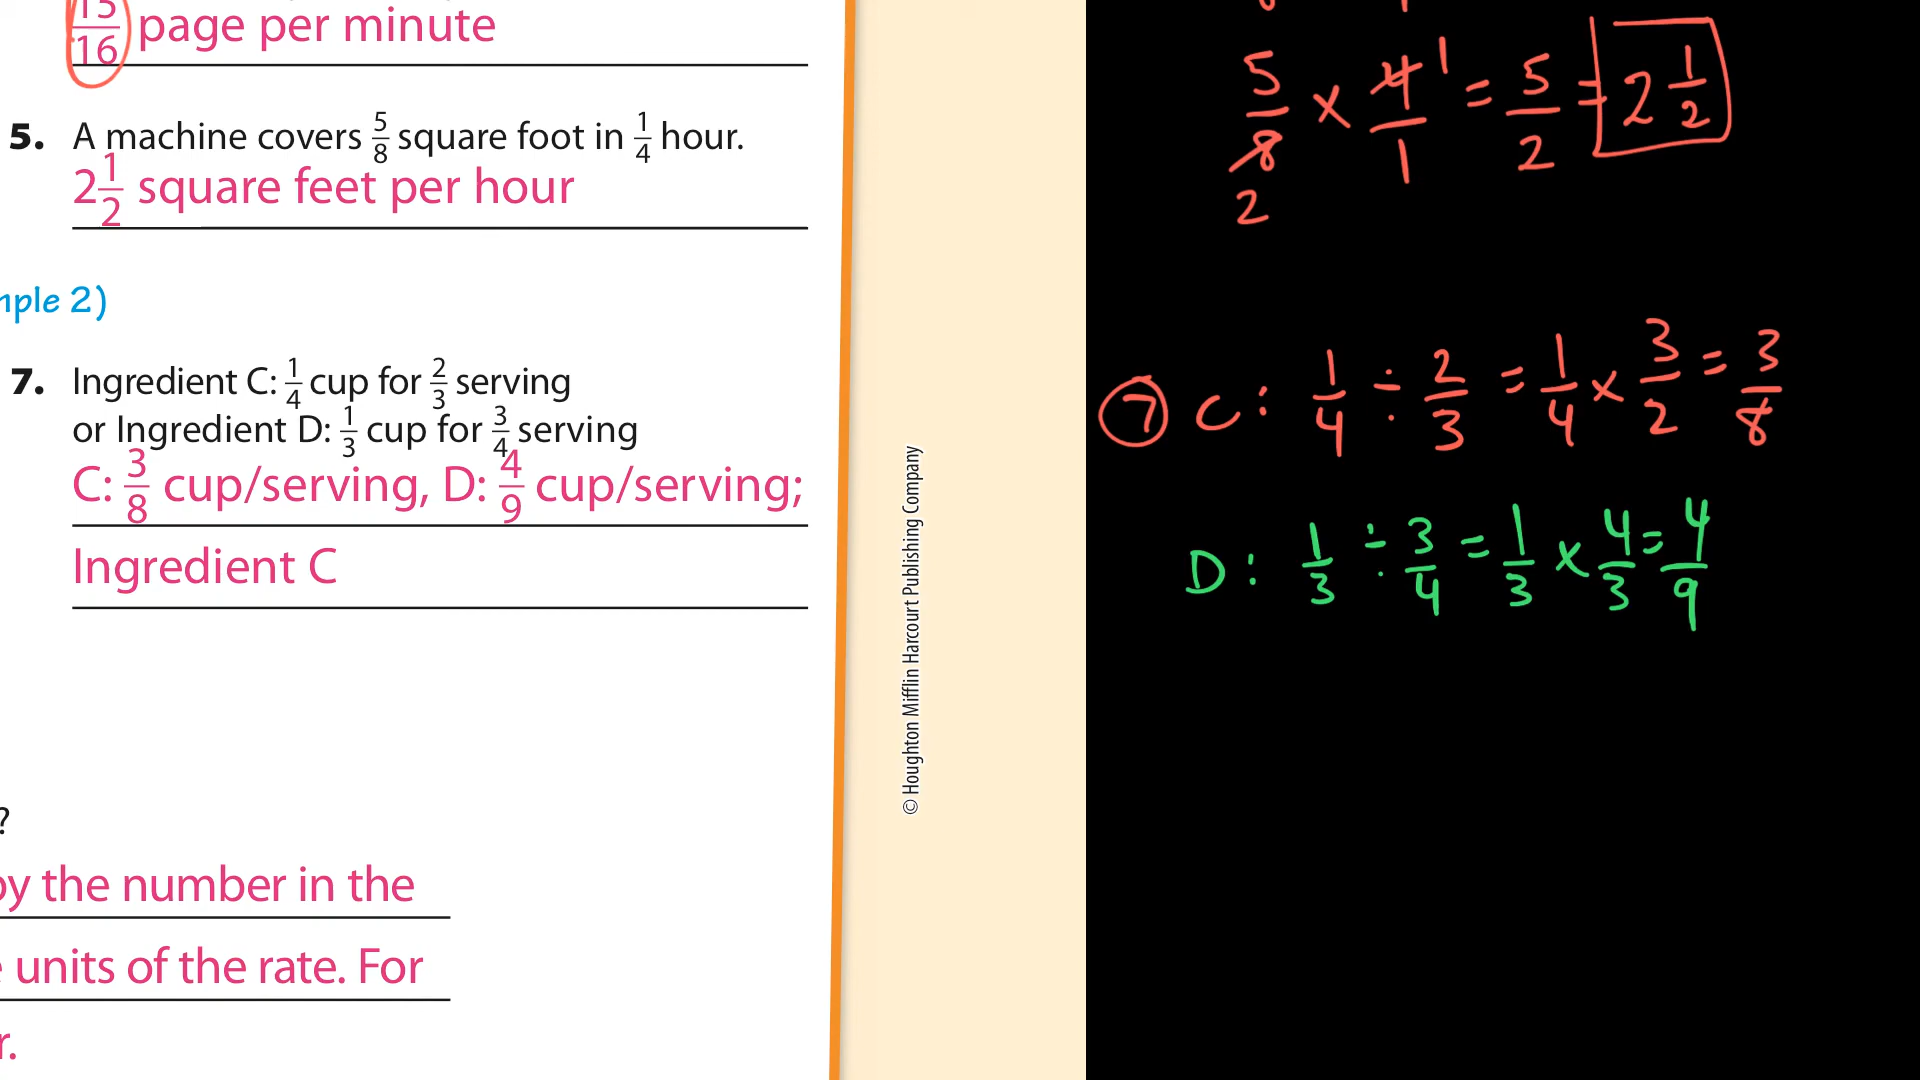 15/16 page per minute
5. A machine covers 5/8 square foot in 1/4 hour.
2 1/2 square feet per hour
mple 2)
7. Ingredient C: 1/4 cup for 2/3 serving
or Ingredient D: 1/3 cup for 3/4 serving
C: 3/8 cup/serving, D: 4/9 cup/serving;
Ingredient C
?
by the number in the
e units of the rate. For
r.
© Houghton Mifflin Harcourt Publishing Company
5/8 2 × 4/1 1 = 5/2 = 2 1/2
7 C: 1/4 ÷ 2/3 = 1/4 × 3/2 = 3/8
D: 1/3 ÷ 3/4 = 1/3 × 4/3 = 4/9